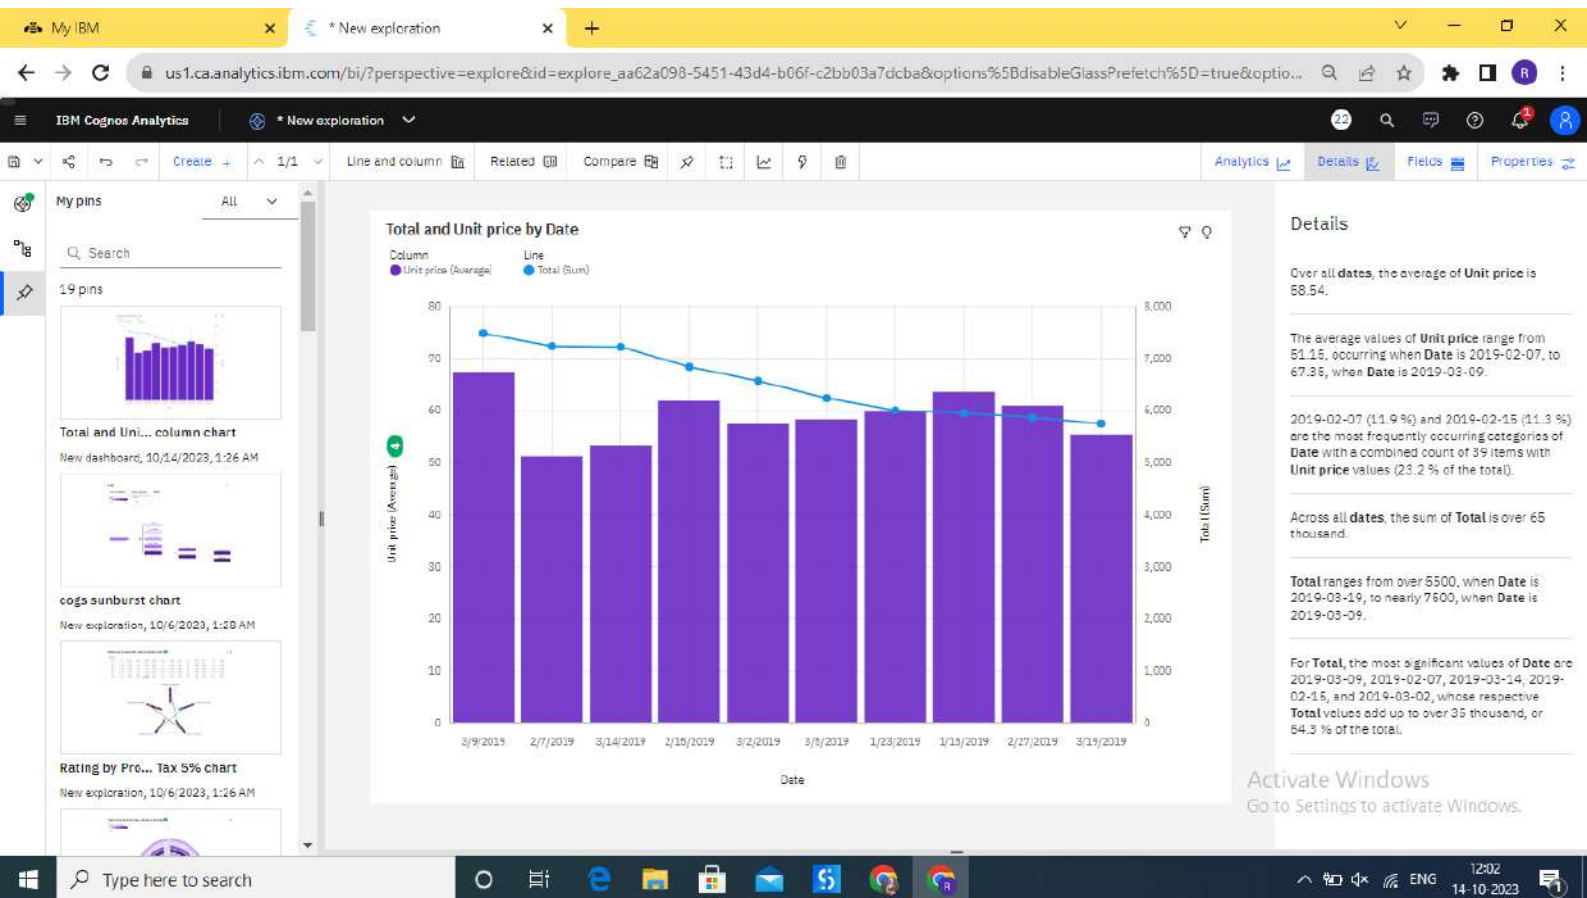 My IBM
* New exploration
us1.ca.analytics.ibm.com/bi/?perspective=explore&id=explore_aa62a098-5451-43d4-b06f-c2bb03a7dcba&options%5BdisableGlassPrefetch%5D=true&optio...
R
IBM Cognos Analytics
* New exploration
22
1
Create +
1/1
Line and column
Related
Compare
Analytics
Details
Fields
Properties
My pins
All
Search
19 pins
Total and Uni... column chart
New dashboard, 10/14/2023, 1:26 AM
cogs sunburst chart
New exploration, 10/6/2023, 1:28 AM
Rating by Pro... Tax 5% chart
New exploration, 10/6/2023, 1:26 AM
Total and Unit price by Date
Column
Line
Unit price (Average)
Total (Sum)
80
70
60
50
40
30
20
10
0
8,000
7,000
6,000
5,000
4,000
3,000
2,000
1,000
0
4
Unit price (Average)
Total (Sum)
3/9/2019
2/7/2019
3/14/2019
2/15/2019
3/2/2019
1/23/2019
1/15/2019
2/27/2019
3/19/2019
Date
Details
Over all dates, the average of Unit price is
58.54.
The average values of Unit price range from
51.15, occurring when Date is 2019-02-07, to
67.35, when Date is 2019-03-09.
2019-02-07 (11.9 %) and 2019-02-15 (11.3 %)
are the most frequently occurring categories of
Date with a combined count of 39 items with
Unit price values (23.2 % of the total).
Across all dates, the sum of Total is over 65
thousand.
Total ranges from over 5500, when Date is
2019-03-19, to nearly 7500, when Date is
2019-03-09.
For Total, the most significant values of Date are
2019-03-09, 2019-02-07, 2019-03-14, 2019-
02-15, and 2019-03-02, whose respective
Total values add up to over 35 thousand, or
54.3 % of the total.
Activate Windows
Go to Settings to activate Windows.
Type here to search
ENG
12:02
14-10-2023
1